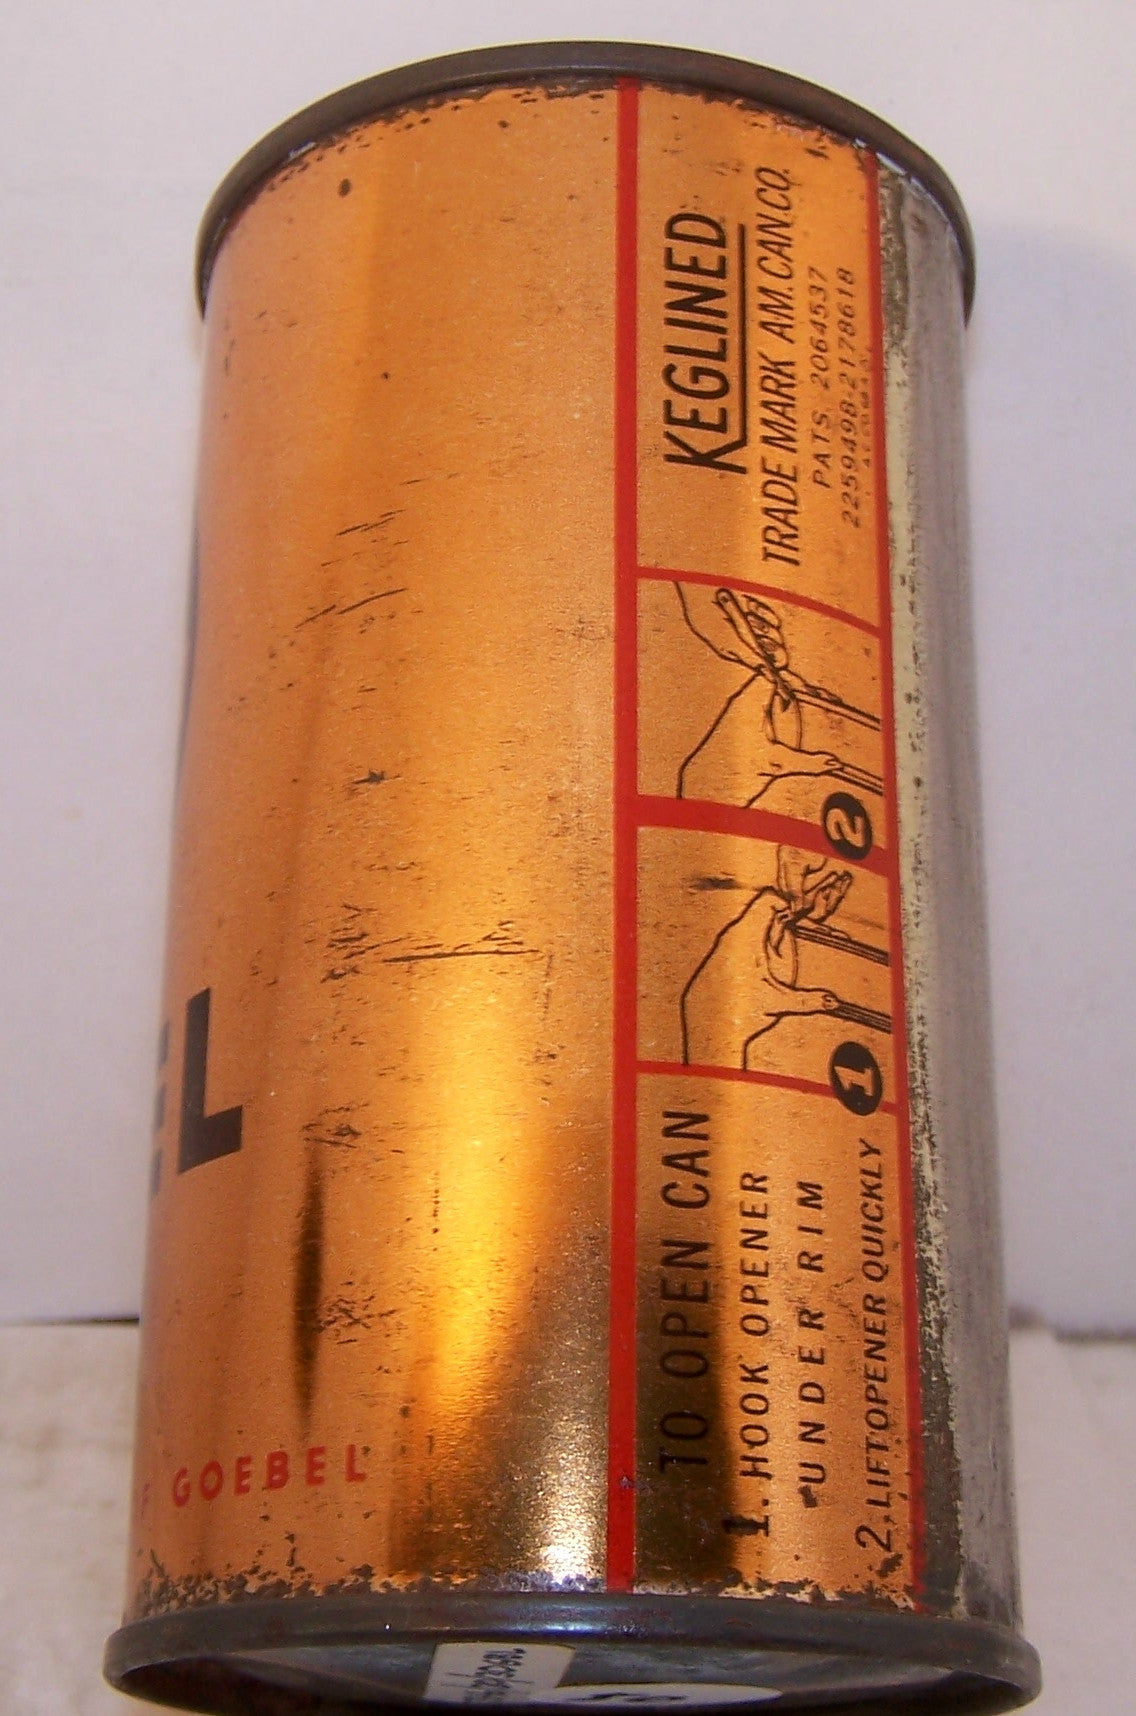 L
GOEBEL
TO OPEN CAN
1. HOOK OPENER
UNDER RIM
2. LIFT OPENER QUICKLY
1
2
KEGLINED
TRADE MARK AM. CAN. CO.
PATS. 2064537
2259498-2178618